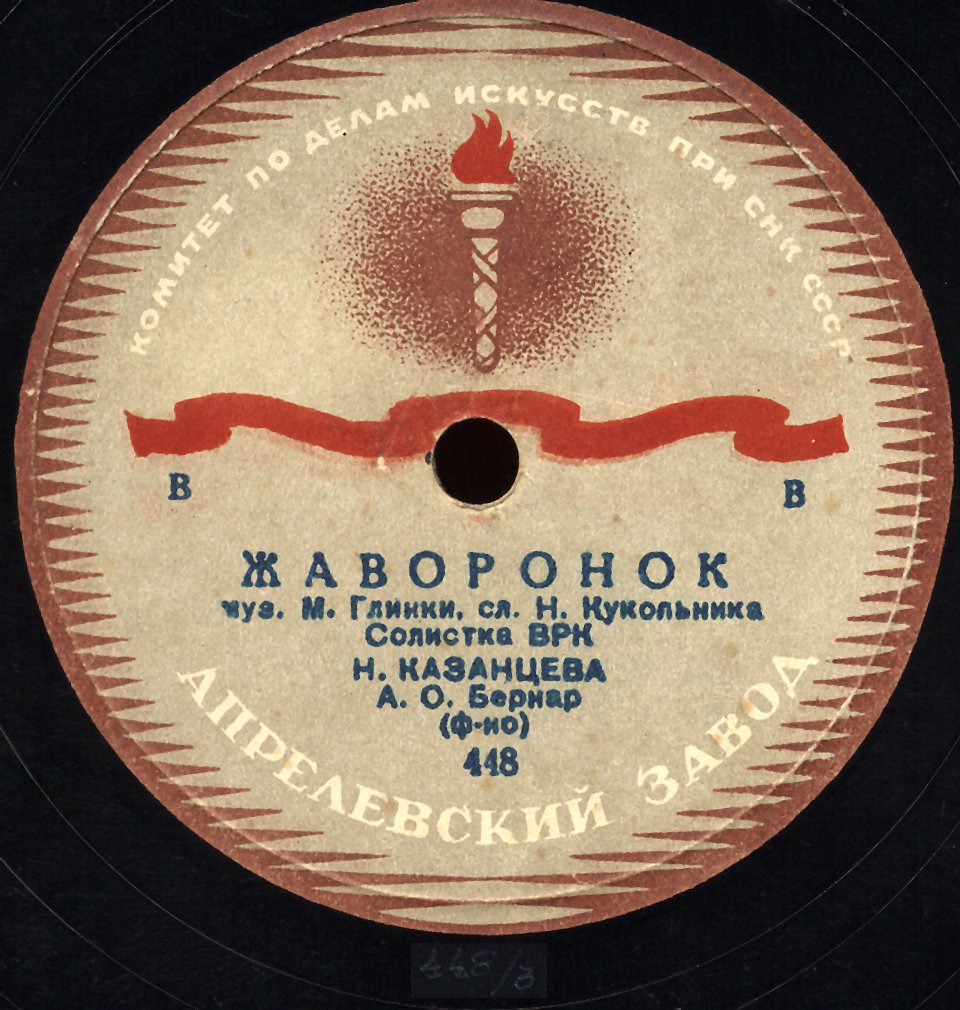 КОМИТЕТ ПО ДЕЛАМ ИСКУССТВ ПРИ СНК СССР
В В
ЖАВОРОНОК
муз. М. Глинки, сл. Н. Кукольника
Солистка ВРК
Н. КАЗАНЦЕВА
А. О. Бернар
(ф-но)
448
АПРЕЛЕВСКИЙ ЗАВОД
448/3